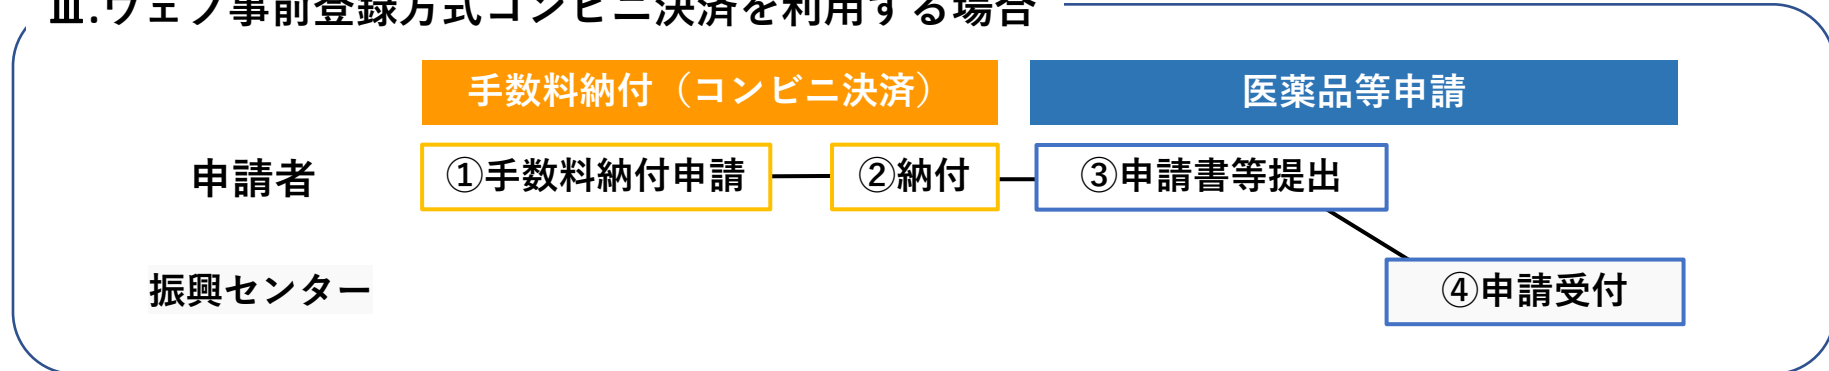 Ⅲ.ウェブ事前登録方式コンビニ決済を利用する場合
手数料納付（コンビニ決済）
医薬品等申請
申請者
①手数料納付申請
②納付
③申請書等提出
振興センター
④申請受付